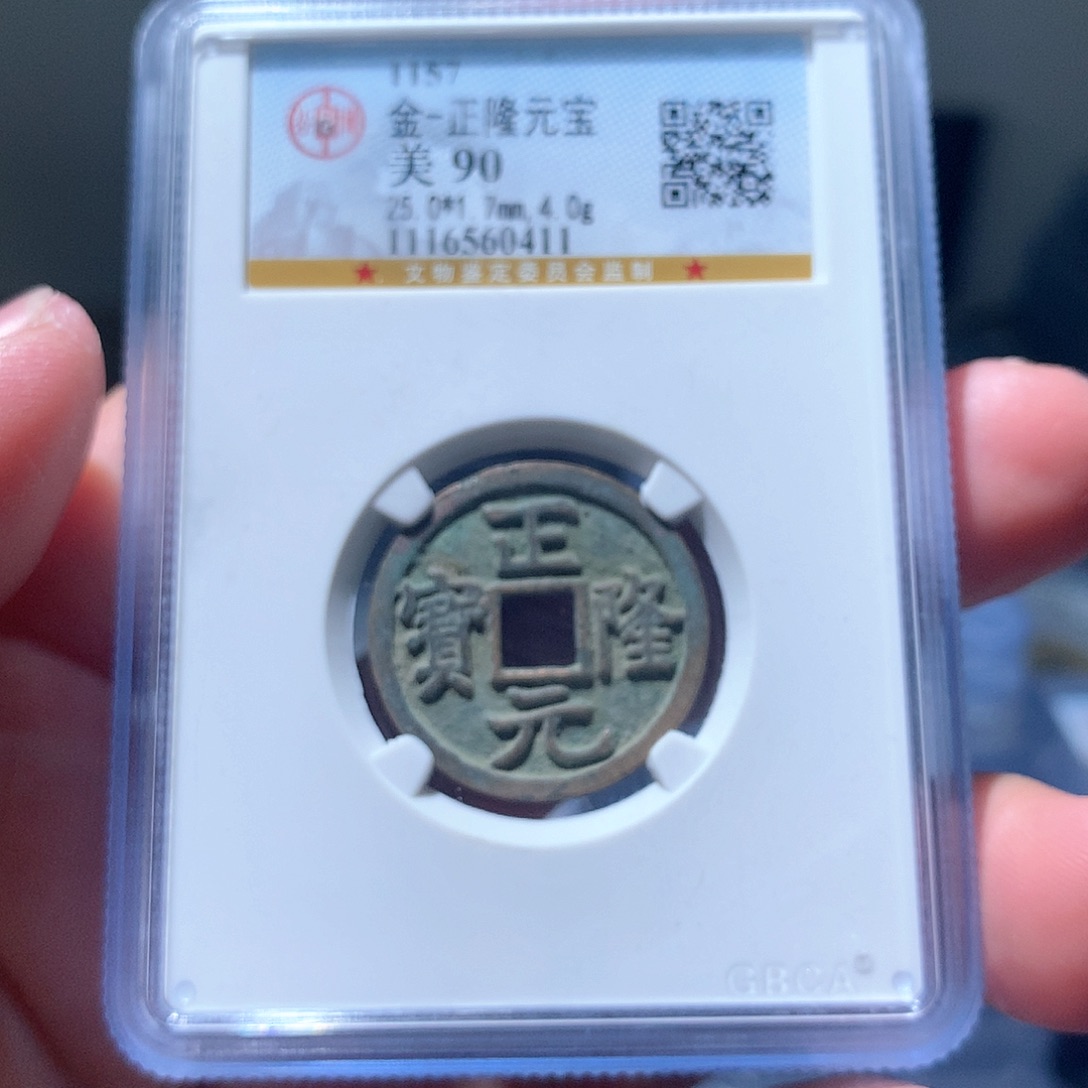 1157
金-正隆元宝
美 90
25.0*1.7mm,4.0g
1116560411
★.文物鉴定委员会监制 ★
正隆元寳
GBCA®